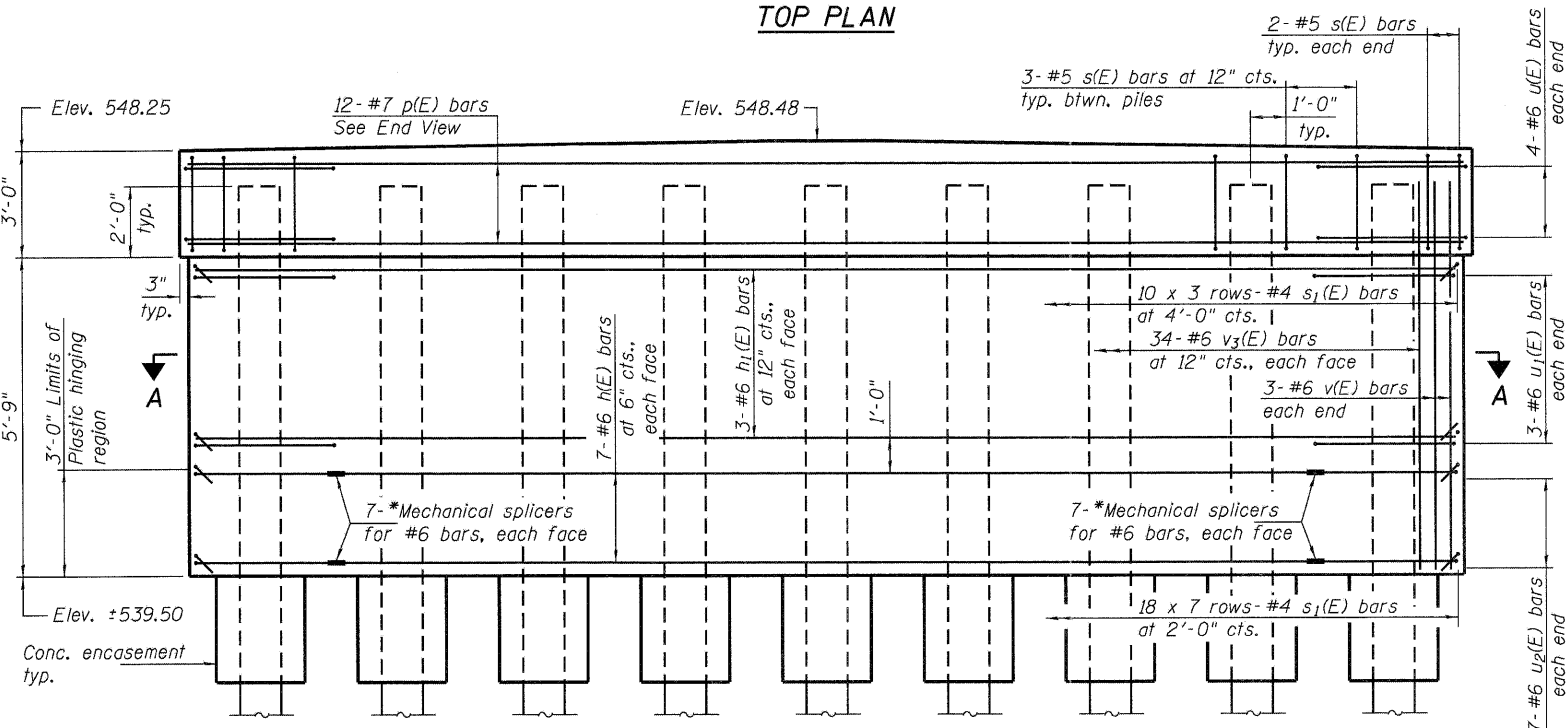 TOP PLAN
2-#5 s(E) bars
typ. each end
4-#6 u(E) bars
each end
3-#5 s(E) bars at 12" cts.
typ. btwn. piles
1'-0"
typ.
Elev. 548.25
12-#7 p(E) bars
See End View
Elev. 548.48
3'-0"
2'-0"
typ.
3"
typ.
5'-9"
3'-0" Limits of
Plastic hinging
region
A
7-#6 h(E) bars
at 6" cts.,
each face
3-#6 h1(E) bars
at 12" cts.,
each face
1'-0"
10 x 3 rows-#4 s1(E) bars
at 4'-0" cts.
34-#6 v3(E) bars
at 12" cts., each face
3-#6 v(E) bars
each end
A
3-#6 u1(E) bars
each end
7-*Mechanical splicers
for #6 bars, each face
7-*Mechanical splicers
for #6 bars, each face
Elev. ±539.50
Conc. encasement
typ.
18 x 7 rows-#4 s1(E) bars
at 2'-0" cts.
7-#6 u2(E) bars
each end